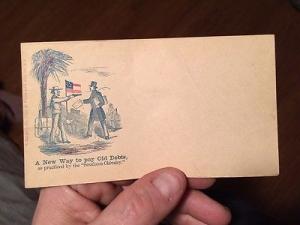 A New Way to pay Old Debts,
as practised by the "Southern Chivalry."